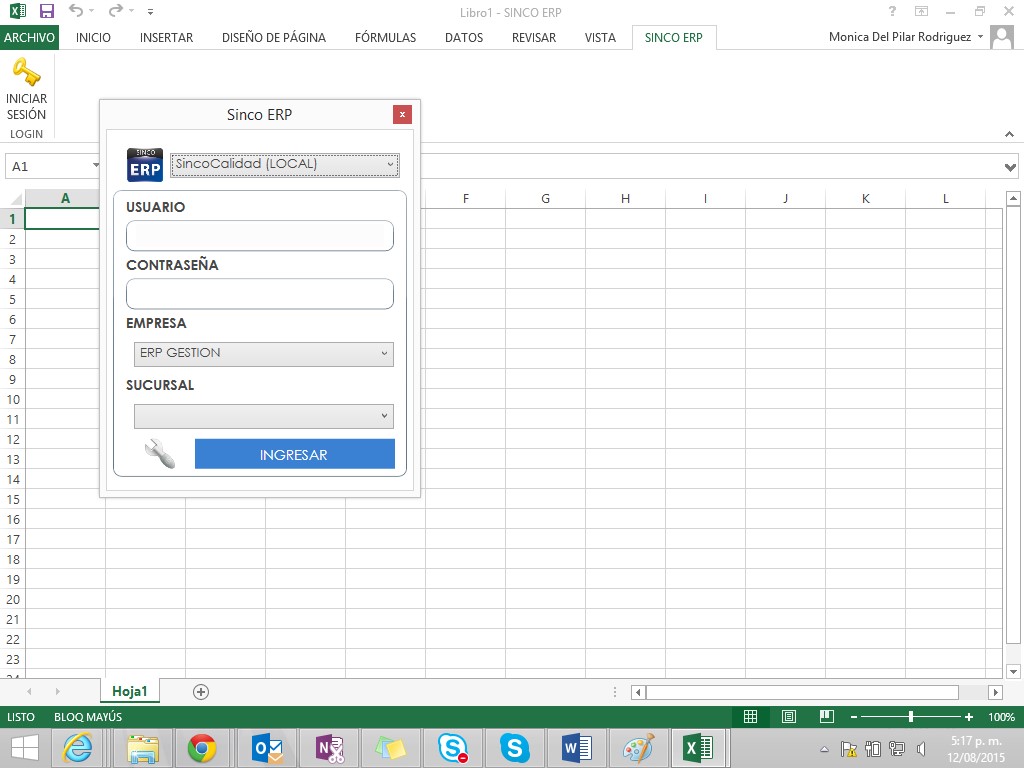 Libro1 - SINCO ERP
ARCHIVO INICIO INSERTAR DISEÑO DE PÁGINA FÓRMULAS DATOS REVISAR VISTA SINCO ERP Monica Del Pilar Rodriguez
INICIAR
SESIÓN
LOGIN
Sinco ERP
SINCO
ERP
SincoCalidad (LOCAL)
A1
A F G H I J K L
USUARIO
CONTRASEÑA
EMPRESA
ERP GESTION
SUCURSAL
INGRESAR
1
2
3
4
5
6
7
8
9
10
11
12
13
14
15
16
17
18
19
20
21
22
23
24
Hoja1
LISTO BLOQ MAYÚS 100%
5:17 p. m.
12/08/2015